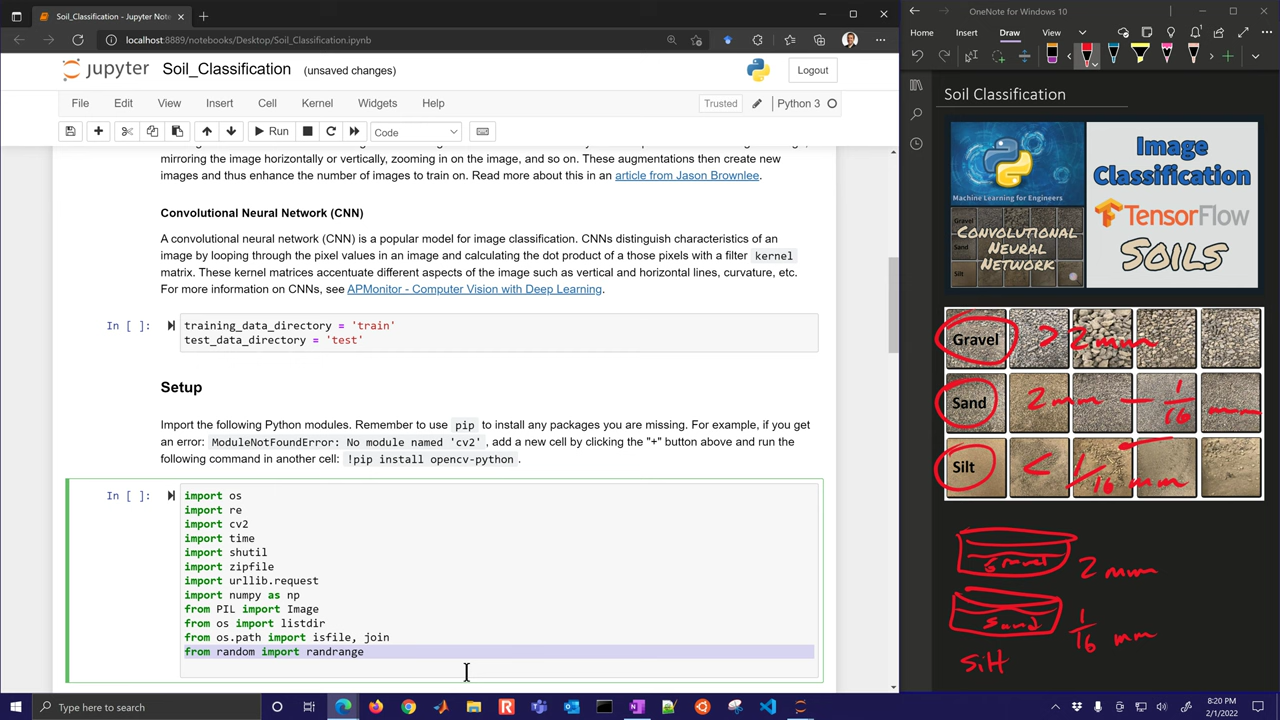 Soil_Classification - Jupyter Note
localhost:8889/notebooks/Desktop/Soil_Classification.ipynb
jupyter Soil_Classification (unsaved changes)
Logout
File Edit View Insert Cell Kernel Widgets Help
Trusted Python 3
Run Code
mirroring the image horizontally or vertically, zooming in on the image, and so on. These augmentations then create new
images and thus enhance the number of images to train on. Read more about this in an article from Jason Brownlee.
Convolutional Neural Network (CNN)
A convolutional neural network (CNN) is a popular model for image classification. CNNs distinguish characteristics of an
image by looping through the pixel values in an image and calculating the dot product of a those pixels with a filter kernel
matrix. These kernel matrices accentuate different aspects of the image such as vertical and horizontal lines, curvature, etc.
For more information on CNNs, see APMonitor - Computer Vision with Deep Learning.
In [ ]: training_data_directory = 'train'
test_data_directory = 'test'
Setup
Import the following Python modules. Remember to use pip to install any packages you are missing. For example, if you get
an error: ModuleNotFoundError: No module named 'cv2', add a new cell by clicking the "+" button above and run the
following command in another cell: !pip install opencv-python.
In [ ]: import os
import re
import cv2
import time
import shutil
import zipfile
import urllib.request
import numpy as np
from PIL import Image
from os import listdir
from os.path import isfile, join
from random import randrange
OneNote for Windows 10
Home Insert Draw View
Soil Classification
Machine Learning for Engineers
Gravel
Sand
Silt
CONVOLUTIONAL
NEURAL
NETWORK
Image
Classification
TensorFlow
SOILS
Gravel > 2 mm
Sand 2 mm - 1/16 mm
Silt < 1/16 mm
Gravel 2 mm
Sand 1/16 mm
Silt
Type here to search
8:20 PM
2/1/2022